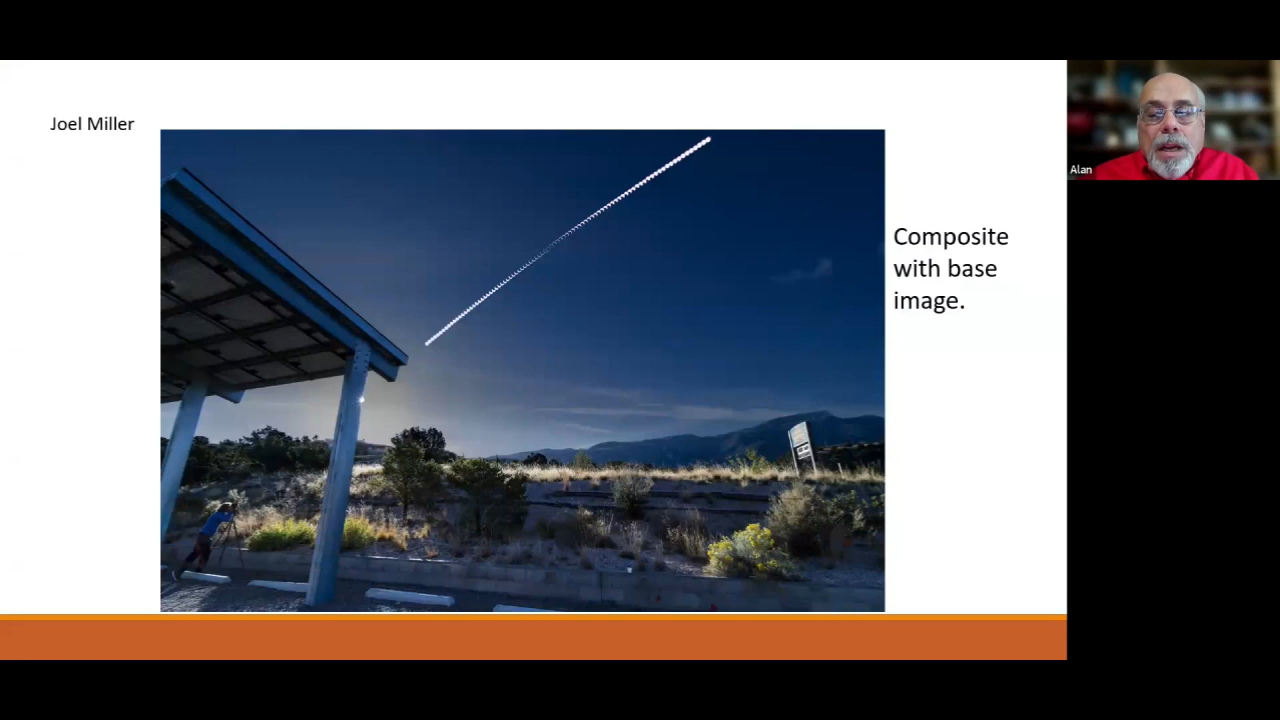 Joel Miller
Composite
with base
image.
Alan